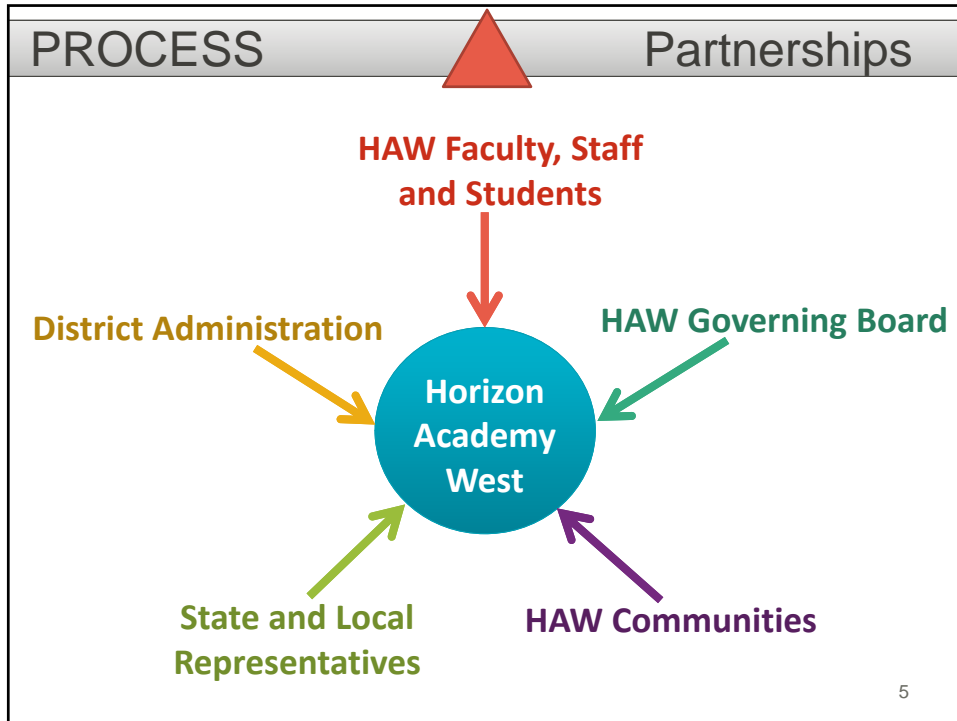 PROCESS Partnerships
HAW Faculty, Staff
and Students
District Administration
HAW Governing Board
Horizon
Academy
West
State and Local
Representatives
HAW Communities
5